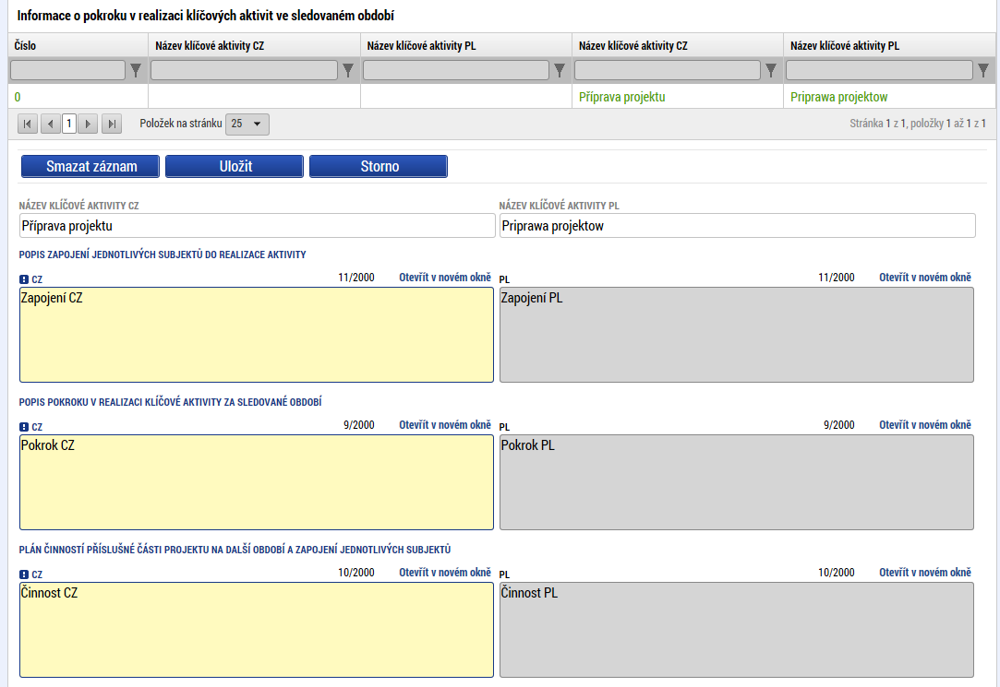 Informace o pokroku v realizaci klíčových aktivit ve sledovaném období
Číslo Název klíčové aktivity CZ Název klíčové aktivity PL Název klíčové aktivity CZ Název klíčové aktivity PL
0 Příprava projektu Priprawa projektow
1 Položek na stránku 25 Stránka 1 z 1, položky 1 až 1 z 1
Smazat záznam Uložit Storno
NÁZEV KLÍČOVÉ AKTIVITY CZ NÁZEV KLÍČOVÉ AKTIVITY PL
Příprava projektu Priprawa projektow
POPIS ZAPOJENÍ JEDNOTLIVÝCH SUBJEKTŮ DO REALIZACE AKTIVITY
CZ 11/2000 Otevřít v novém okně PL 11/2000 Otevřít v novém okně
Zapojení CZ Zapojení PL
POPIS POKROKU V REALIZACI KLÍČOVÉ AKTIVITY ZA SLEDOVANÉ OBDOBÍ
CZ 9/2000 Otevřít v novém okně PL 9/2000 Otevřít v novém okně
Pokrok CZ Pokrok PL
PLÁN ČINNOSTÍ PŘÍSLUŠNÉ ČÁSTI PROJEKTU NA DALŠÍ OBDOBÍ A ZAPOJENÍ JEDNOTLIVÝCH SUBJEKTŮ
CZ 10/2000 Otevřít v novém okně PL 10/2000 Otevřít v novém okně
Činnost CZ Činnost PL